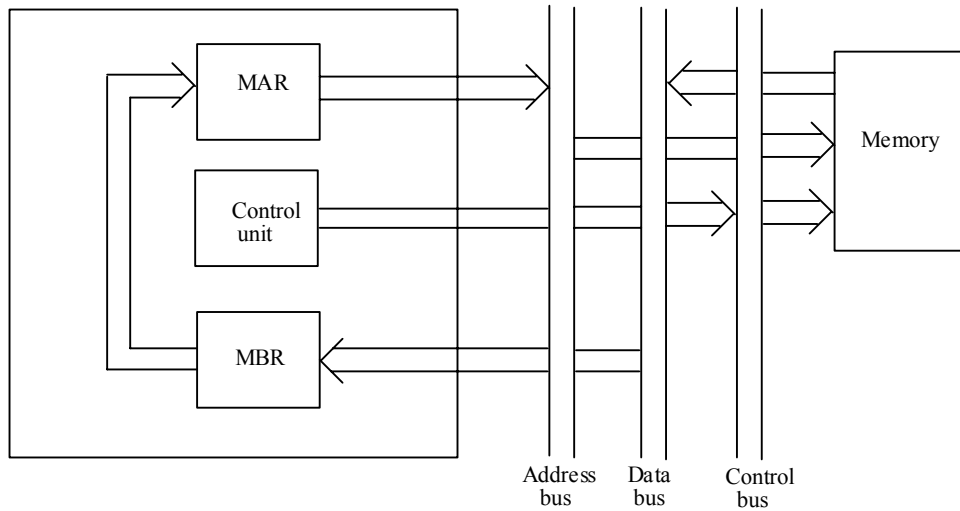 MAR
Memory
Control
unit
MBR
Address
bus
Data
bus
Control
bus